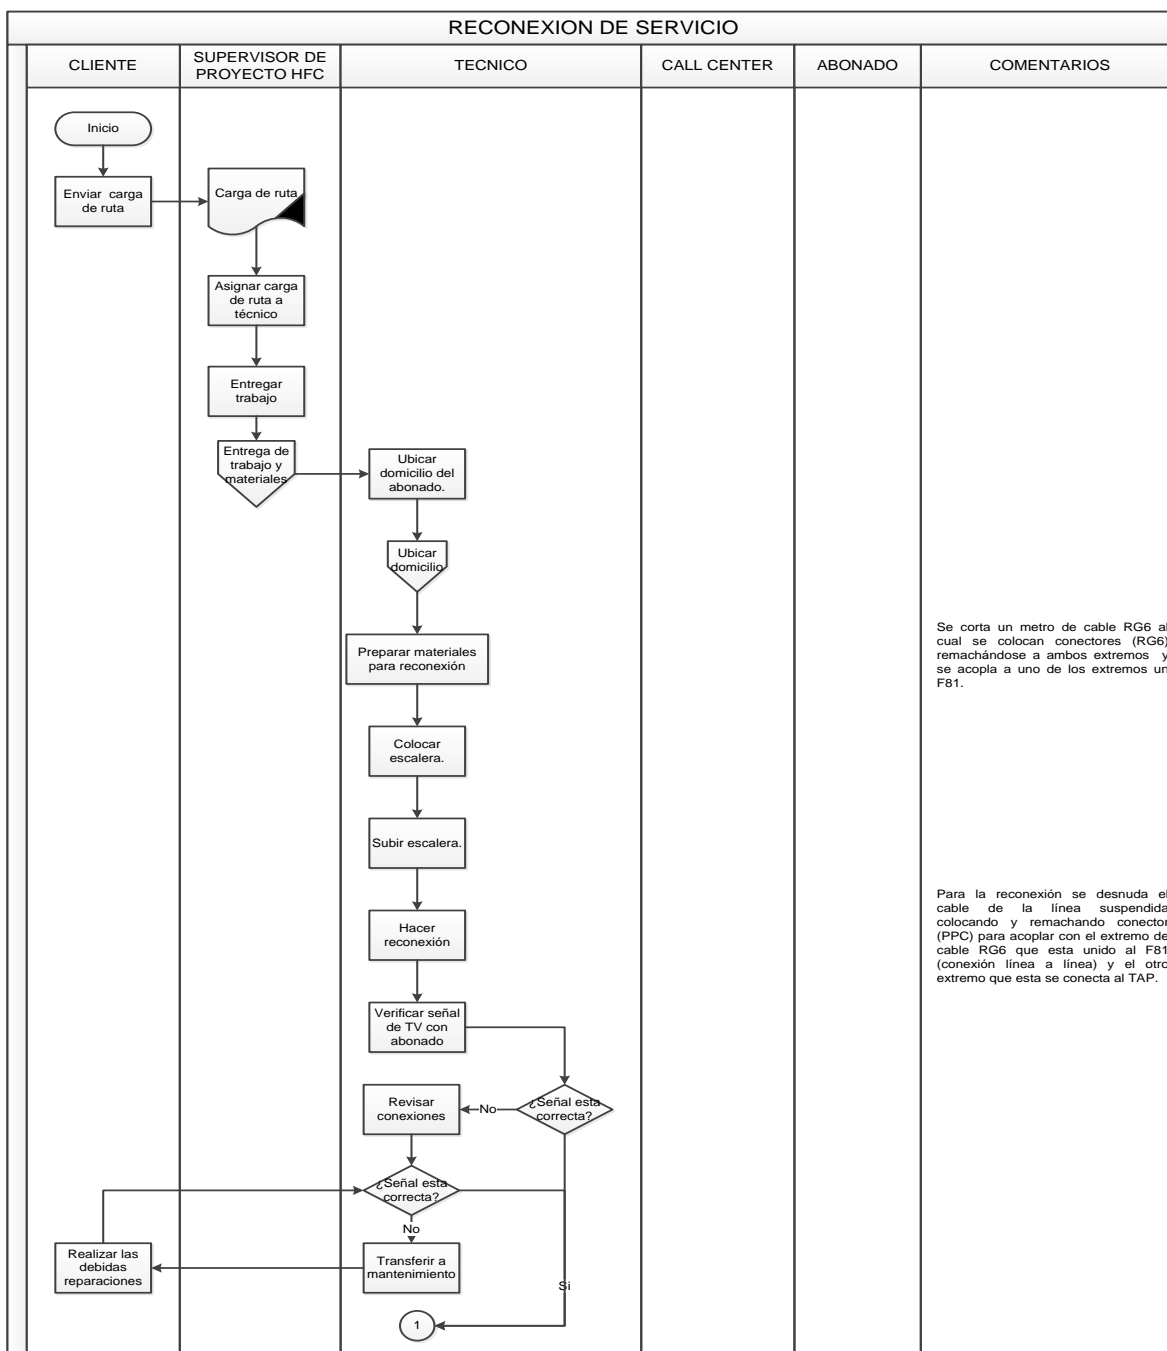 RECONEXION DE SERVICIO
CLIENTE
SUPERVISOR DE
PROYECTO HFC
TECNICO
CALL CENTER
ABONADO
COMENTARIOS
Inicio
Enviar carga
de ruta
Carga de ruta
Asignar carga
de ruta a
técnico
Entregar
trabajo
Entrega de
trabajo y
materiales
Ubicar
domicilio del
abonado.
Ubicar
domicilio
Preparar materiales
para reconexión
Se corta un metro de cable RG6 al
cual se colocan conectores (RG6)
remachándose a ambos extremos y
se acopla a uno de los extremos un
F81.
Colocar
escalera.
Subir escalera.
Hacer
reconexión
Para la reconexión se desnuda el
cable de la línea suspendida
colocando y remachando conector
(PPC) para acoplar con el extremo de
cable RG6 que esta unido al F81
(conexión línea a línea) y el otro
extremo que esta se conecta al TAP.
Verificar señal
de TV con
abonado
¿Señal esta
correcta?
No
Revisar
conexiones
¿Señal esta
correcta?
No
Transferir a
mantenimiento
Realizar las
debidas
reparaciones
Si
1